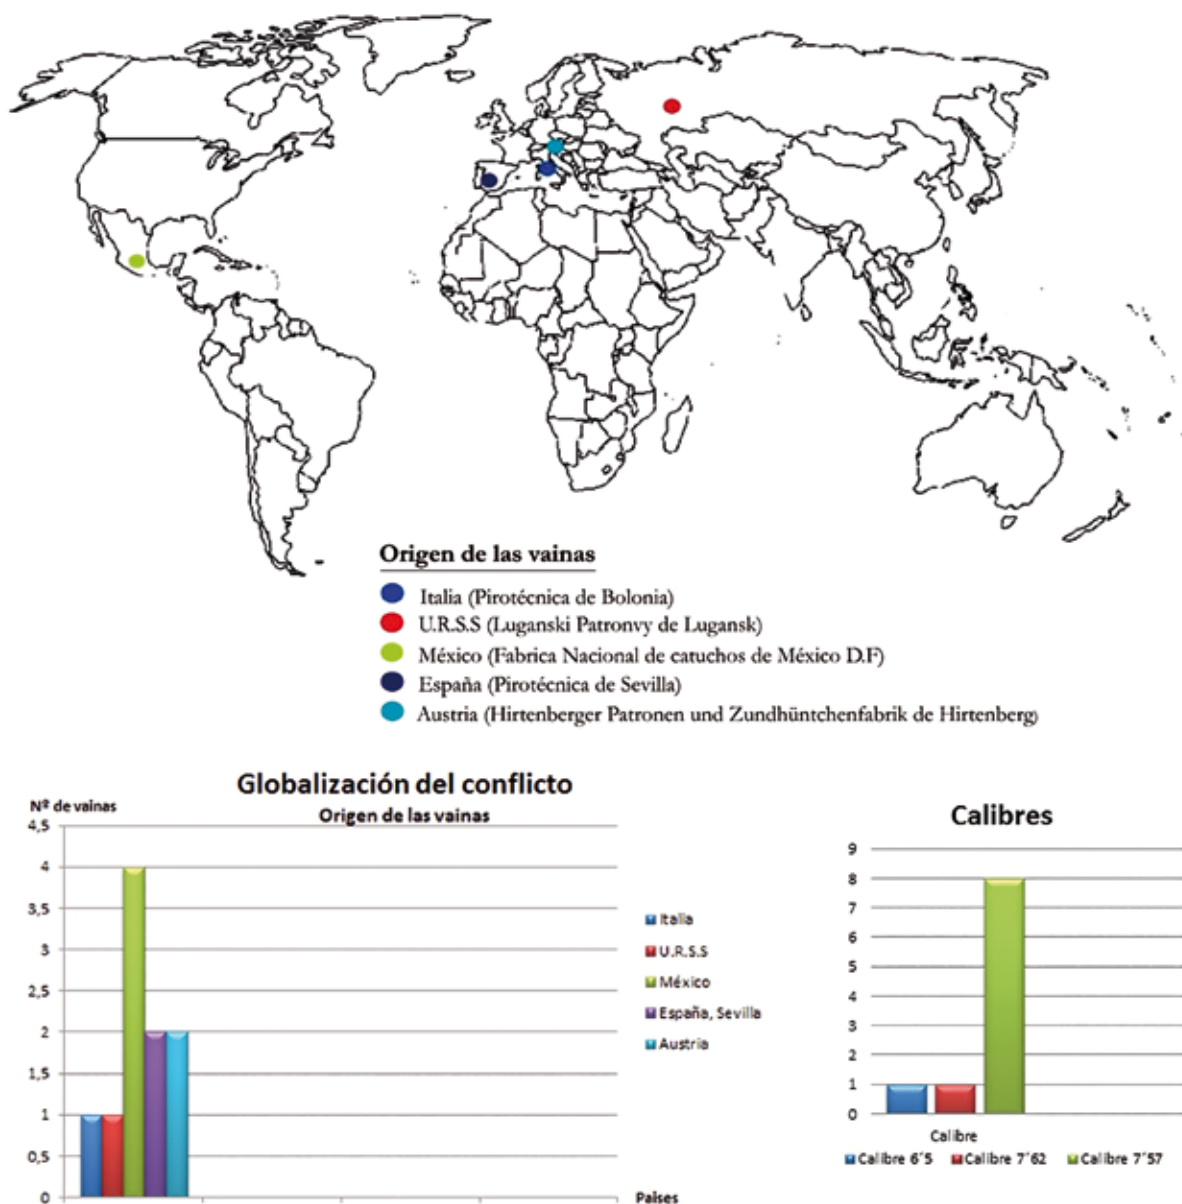 Origen de las vainas
Italia (Pirotécnica de Bolonia)
U.R.S.S (Luganski Patronvy de Lugansk)
México (Fabrica Nacional de catuchos de México D.F)
España (Pirotécnica de Sevilla)
Austria (Hirtenberger Patronen und Zundhüntchenfabrik de Hirtenberg)
Globalización del conflicto
Nº de vainas
Origen de las vainas
4,5
4
3,5
3
2,5
2
1,5
1
0,5
0
Paises
Italia
U.R.S.S
México
España, Sevilla
Austria
Calibres
9
8
7
6
5
4
3
2
1
0
Calibre
Calibre 6´5 Calibre 7´62 Calibre 7´57